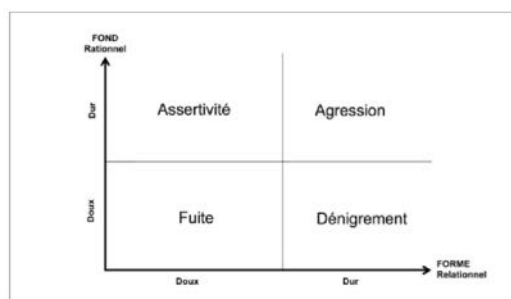 FOND
Rationnel
Dur
Assertivité
Agression
Doux
Fuite
Dénigrement
FORME
Relationnel
Doux
Dur